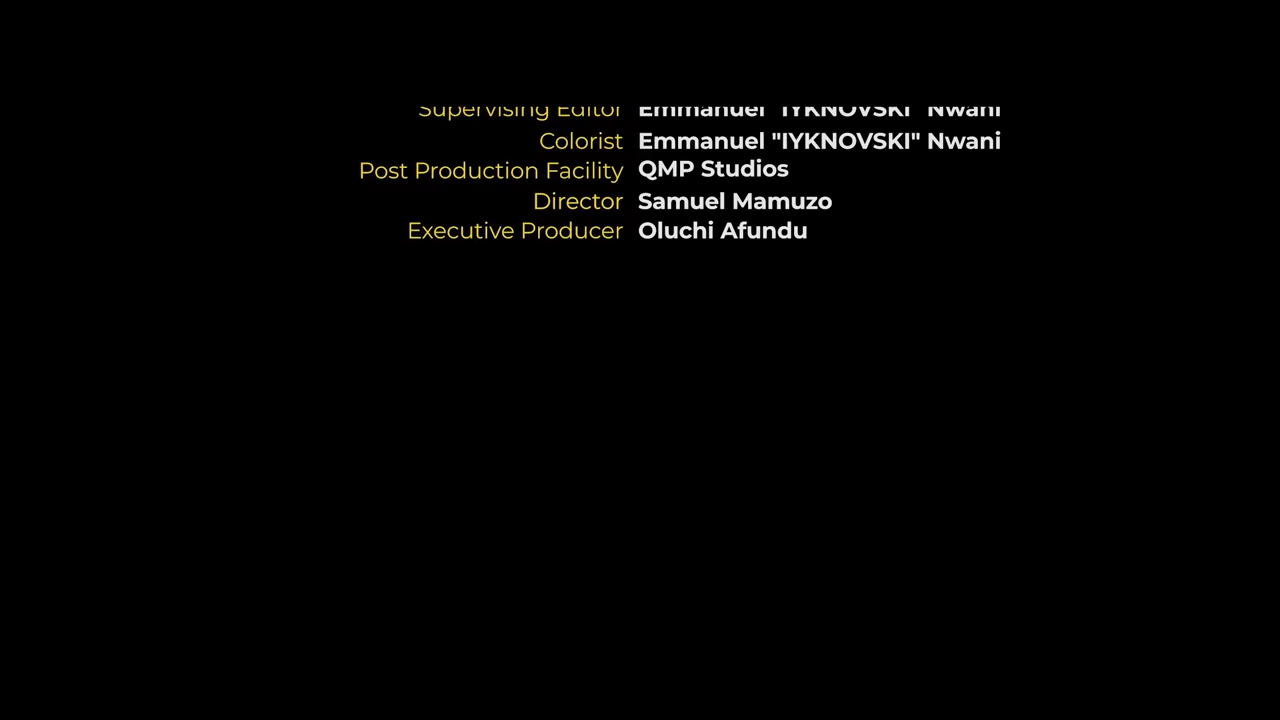 Supervising Editor Emmanuel "IYKNOVSKI" Nwani
Colorist Emmanuel "IYKNOVSKI" Nwani
Post Production Facility QMP Studios
Director Samuel Mamuzo
Executive Producer Oluchi Afundu